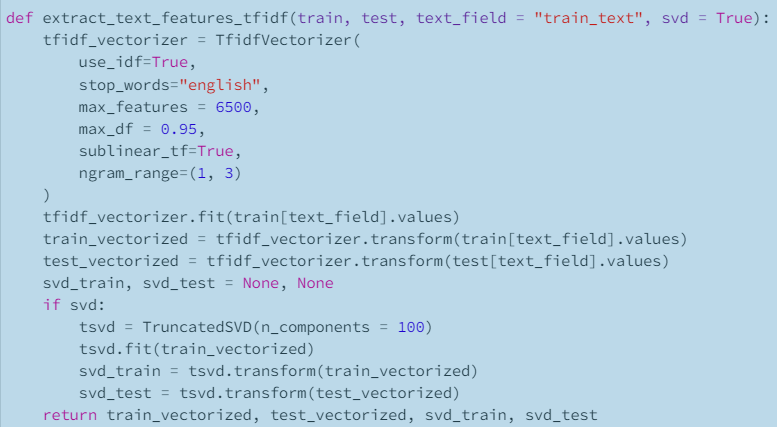 def extract_text_features_tfidf(train, test, text_field = "train_text", svd = True):
    tfidf_vectorizer = TfidfVectorizer(
        use_idf=True,
        stop_words="english",
        max_features = 6500,
        max_df = 0.95,
        sublinear_tf=True,
        ngram_range=(1, 3)
    )
    tfidf_vectorizer.fit(train[text_field].values)
    train_vectorized = tfidf_vectorizer.transform(train[text_field].values)
    test_vectorized = tfidf_vectorizer.transform(test[text_field].values)
    svd_train, svd_test = None, None
    if svd:
        tsvd = TruncatedSVD(n_components = 100)
        tsvd.fit(train_vectorized)
        svd_train = tsvd.transform(train_vectorized)
        svd_test = tsvd.transform(test_vectorized)
    return train_vectorized, test_vectorized, svd_train, svd_test